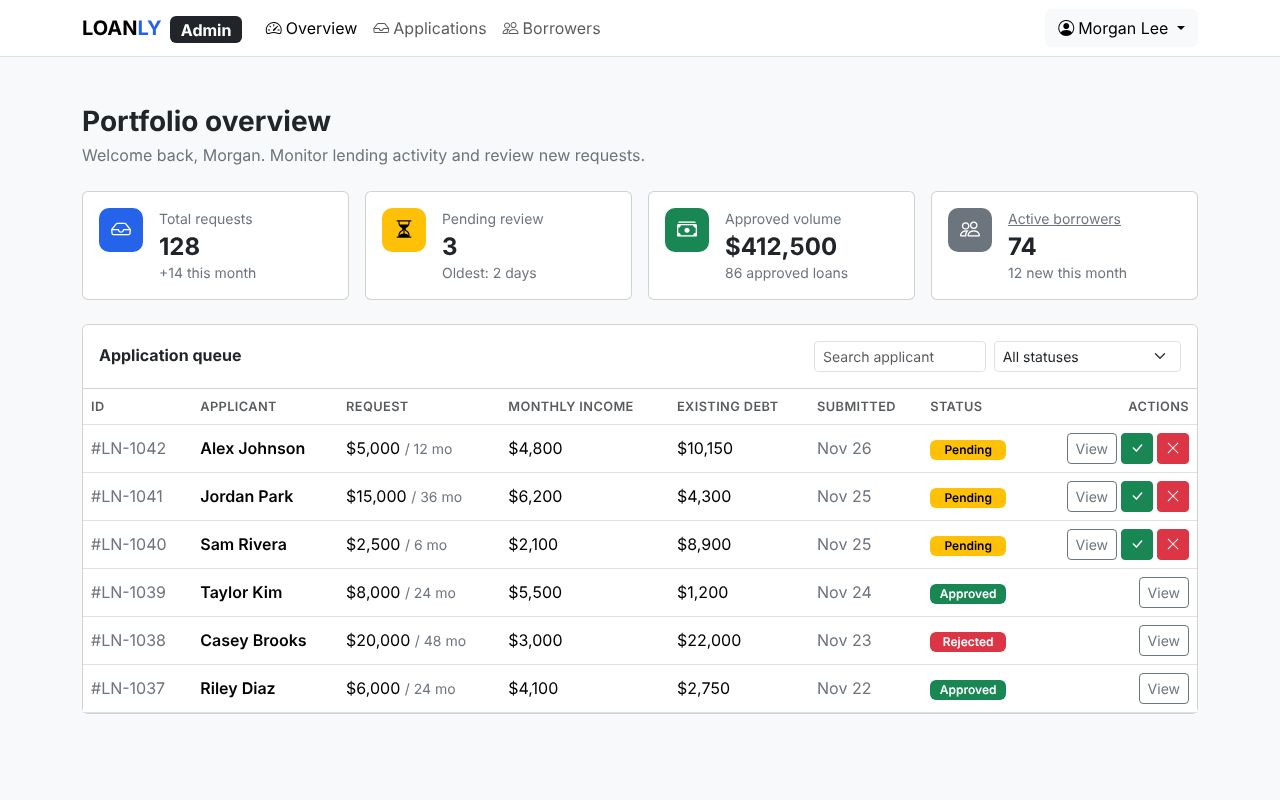 LOANLY Admin Overview Applications Borrowers Morgan Lee
Portfolio overview
Welcome back, Morgan. Monitor lending activity and review new requests.
Total requests
128
+14 this month
Pending review
3
Oldest: 2 days
Approved volume
$412,500
86 approved loans
Active borrowers
74
12 new this month
Application queue Search applicant All statuses
ID APPLICANT REQUEST MONTHLY INCOME EXISTING DEBT SUBMITTED STATUS ACTIONS
#LN-1042 Alex Johnson $5,000 / 12 mo $4,800 $10,150 Nov 26 Pending View
#LN-1041 Jordan Park $15,000 / 36 mo $6,200 $4,300 Nov 25 Pending View
#LN-1040 Sam Rivera $2,500 / 6 mo $2,100 $8,900 Nov 25 Pending View
#LN-1039 Taylor Kim $8,000 / 24 mo $5,500 $1,200 Nov 24 Approved View
#LN-1038 Casey Brooks $20,000 / 48 mo $3,000 $22,000 Nov 23 Rejected View
#LN-1037 Riley Diaz $6,000 / 24 mo $4,100 $2,750 Nov 22 Approved View